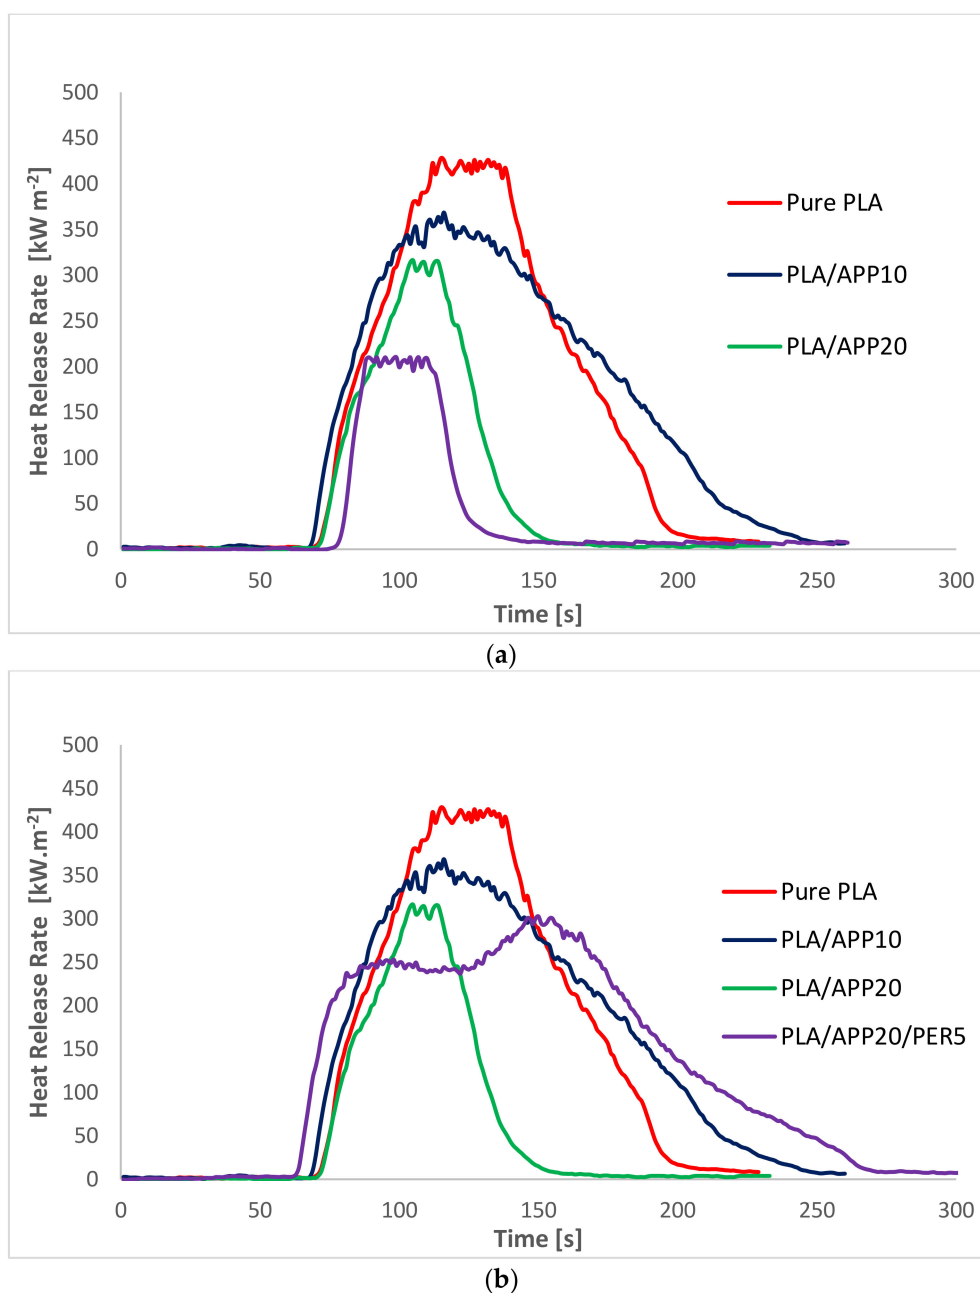 500
450
400
350
300
250
200
150
100
50
0
Heat Release Rate [kW m-2]
0 50 100 150 200 250 300
Time [s]
Pure PLA
PLA/APP10
PLA/APP20
(a)
500
450
400
350
300
250
200
150
100
50
0
Heat Release Rate [kW.m-2]
0 50 100 150 200 250 300
Time [s]
Pure PLA
PLA/APP10
PLA/APP20
PLA/APP20/PER5
(b)